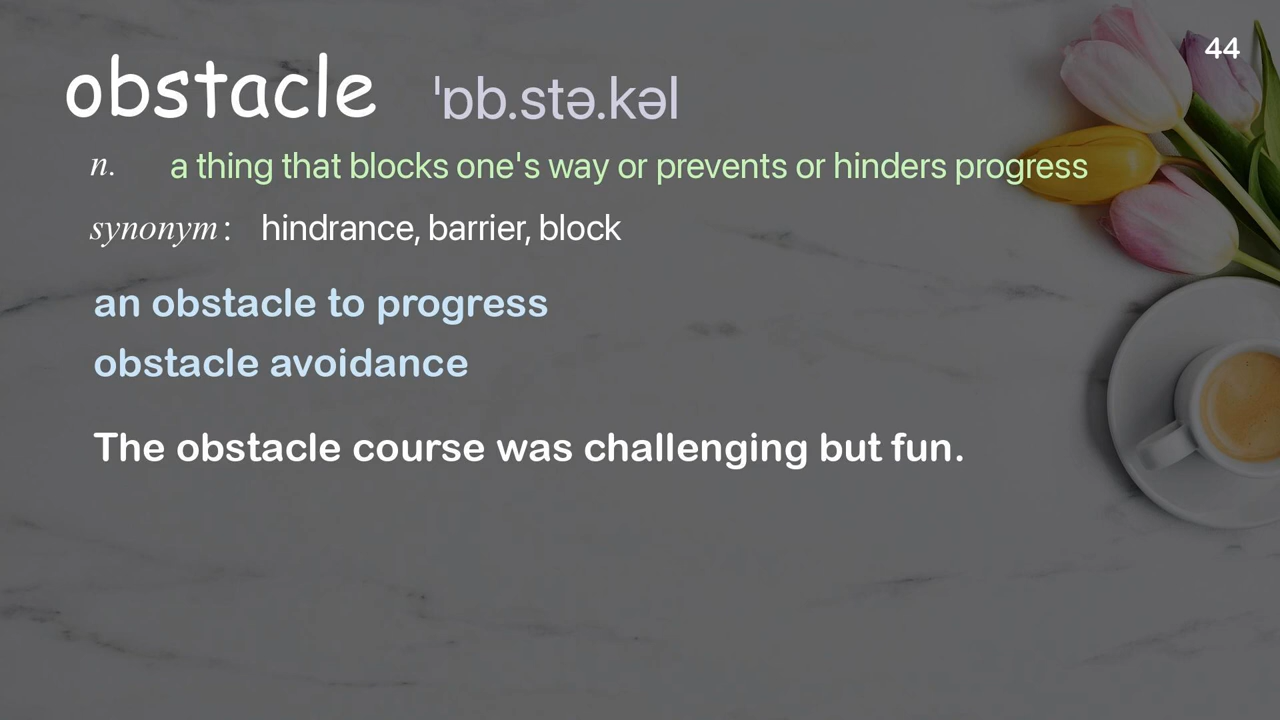 44
obstacle ˈɒb.stə.kəl
n. a thing that blocks one's way or prevents or hinders progress
synonym: hindrance, barrier, block
an obstacle to progress
obstacle avoidance
The obstacle course was challenging but fun.